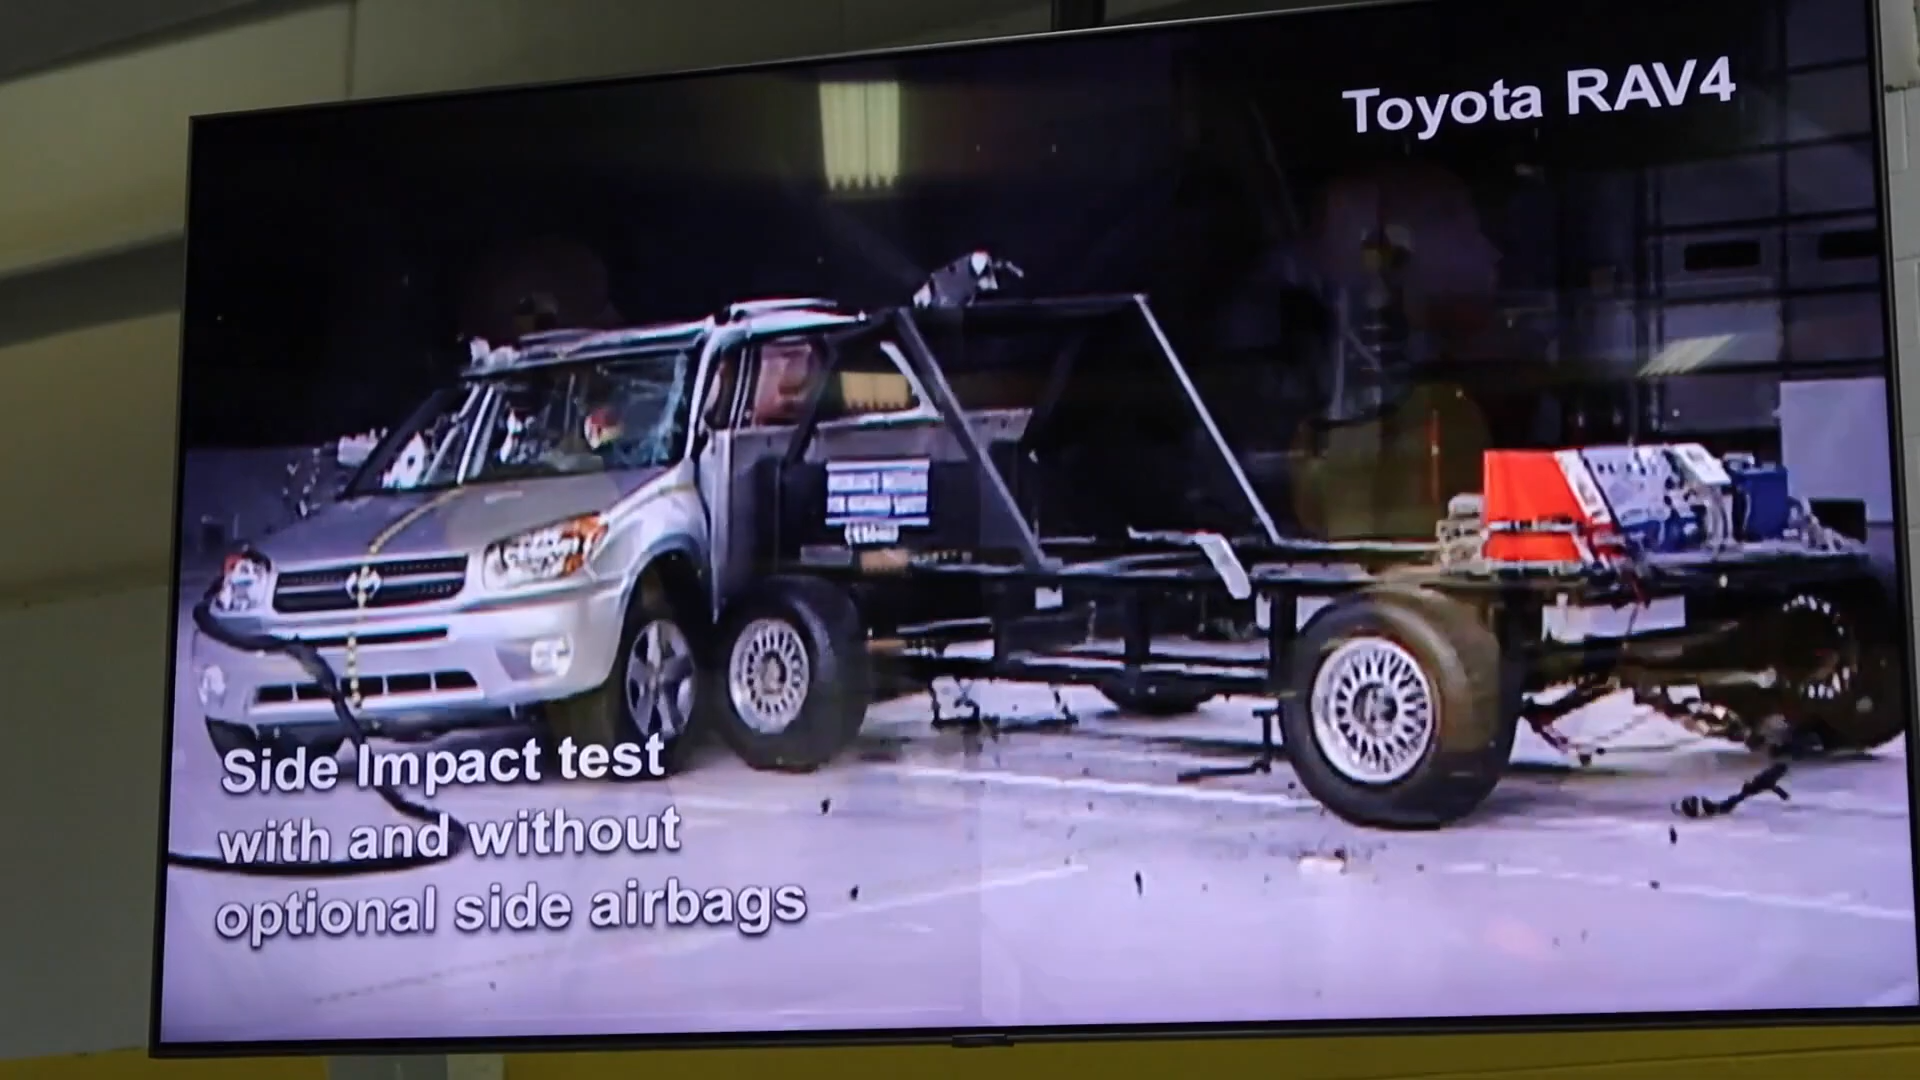 Toyota RAV4
Side Impact test
with and without
optional side airbags